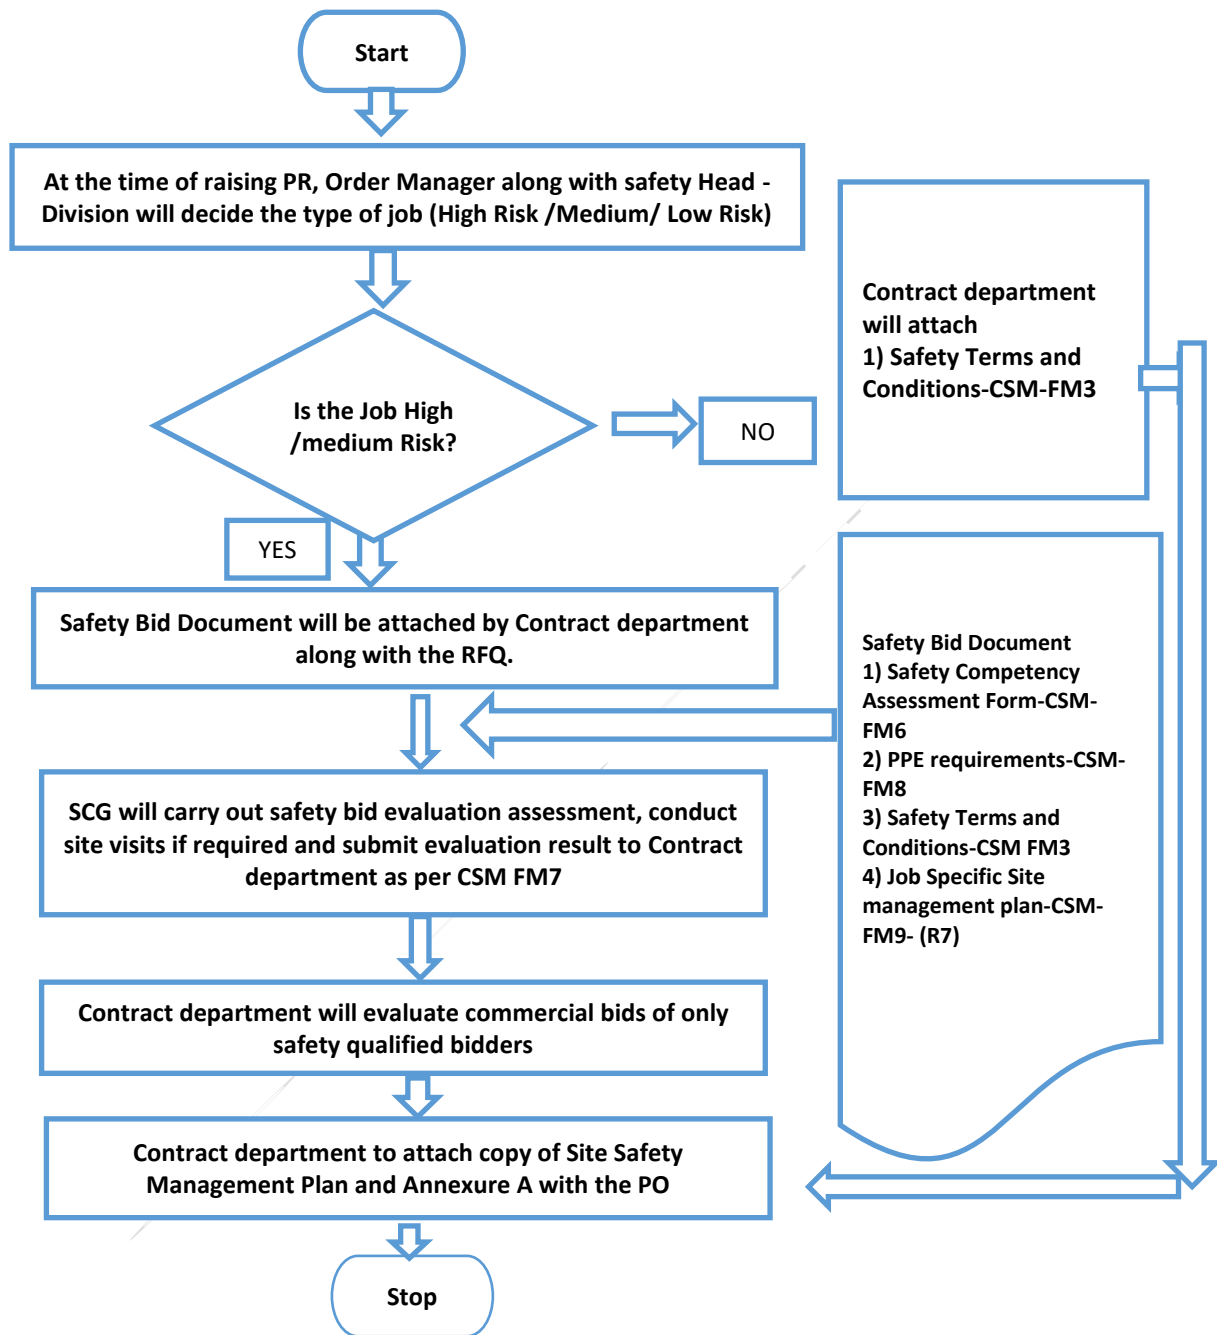 Start
At the time of raising PR, Order Manager along with safety Head -
Division will decide the type of job (High Risk /Medium/ Low Risk)
Is the Job High
/medium Risk?
NO
Contract department
will attach
1) Safety Terms and
Conditions-CSM-FM3
YES
Safety Bid Document will be attached by Contract department
along with the RFQ.
Safety Bid Document
1) Safety Competency
Assessment Form-CSM-
FM6
2) PPE requirements-CSM-
FM8
3) Safety Terms and
Conditions-CSM FM3
4) Job Specific Site
management plan-CSM-
FM9- (R7)
SCG will carry out safety bid evaluation assessment, conduct
site visits if required and submit evaluation result to Contract
department as per CSM FM7
Contract department will evaluate commercial bids of only
safety qualified bidders
Contract department to attach copy of Site Safety
Management Plan and Annexure A with the PO
Stop